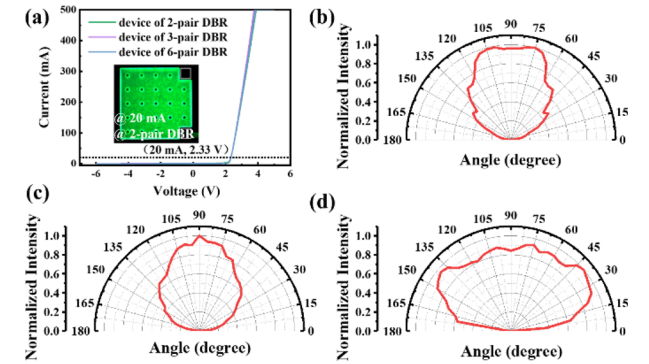 (a)
500
400
300
200
100
0
Current (mA)
device of 2-pair DBR
device of 3-pair DBR
device of 6-pair DBR
@ 20 mA
@ 2-pair DBR
(20 mA, 2.33 V)
-6 -4 -2 0 2 4 6
Voltage (V)
(b)
Normalized Intensity
1.0
0.8
0.6
0.4
0.2
0.0
180 165 150 135 120 105 90 75 60 45 30 15 0
Angle (degree)
(c)
Normalized Intensity
1.0
0.8
0.6
0.4
0.2
0.0
180 165 150 135 120 105 90 75 60 45 30 15 0
Angle (degree)
(d)
Normalized Intensity
1.0
0.8
0.6
0.4
0.2
0.0
180 165 150 135 120 105 90 75 60 45 30 15 0
Angle (degree)